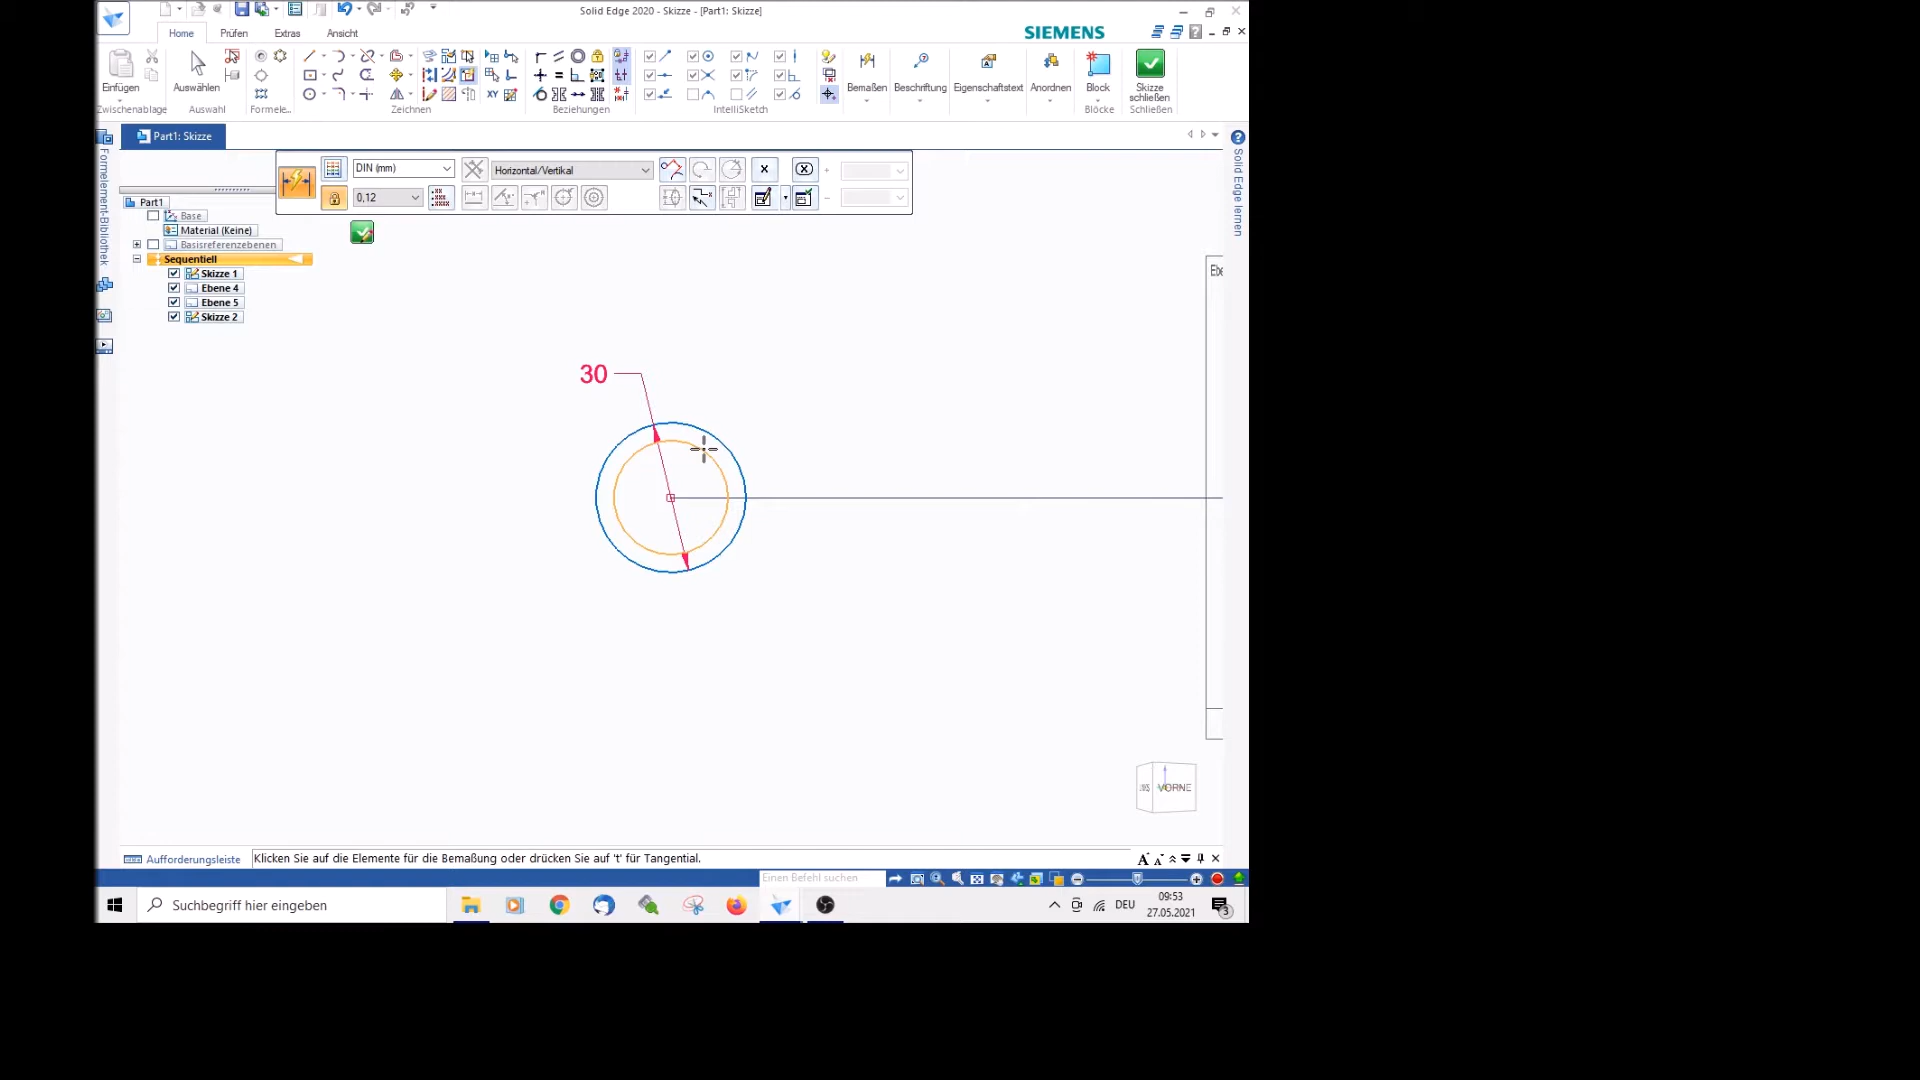 Solid Edge 2020 - Skizze - [Part1: Skizze]
Home
Prüfen
Extras
Ansicht
SIEMENS
Einfügen
Auswählen
Bemaßen
Beschriftung
Eigenschaftstext
Anordnen
Block
Skizze
schließen
Zwischenablage
Auswahl
Formele...
Zeichnen
Beziehungen
IntelliSketch
Blöcke
Schließen
Part1: Skizze
DIN (mm)
Horizontal/Vertikal
0,12
Formelement-Bibliothek
Solid Edge lernen
Part1
Base
Material (Keine)
Basisreferenzebenen
Sequentiell
Skizze 1
Ebene 4
Ebene 5
Skizze 2
30
VORNE
Aufforderungsleiste
Klicken Sie auf die Elemente für die Bemaßung oder drücken Sie auf 't' für Tangential.
Einen Befehl suchen
Suchbegriff hier eingeben
DEU
09:53
27.05.2021
3